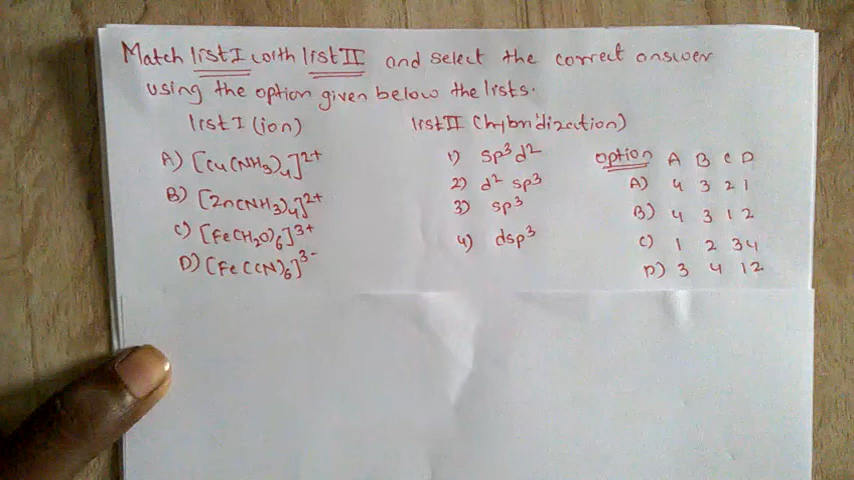 Match list I with list II and select the correct answer
using the option given below the lists.
list I (ion) list II (hybridization)
A) [Cu(NH3)4]2+ 1) sp3d2 option A B C D
B) [Zn(NH3)4]2+ 2) d2 sp3 A) 4 3 2 1
C) [Fe(H2O)6]3+ 3) sp3 B) 4 3 1 2
D) [Fe(CN)6]3- 4) dsp3 C) 1 2 3 4
D) 3 4 1 2